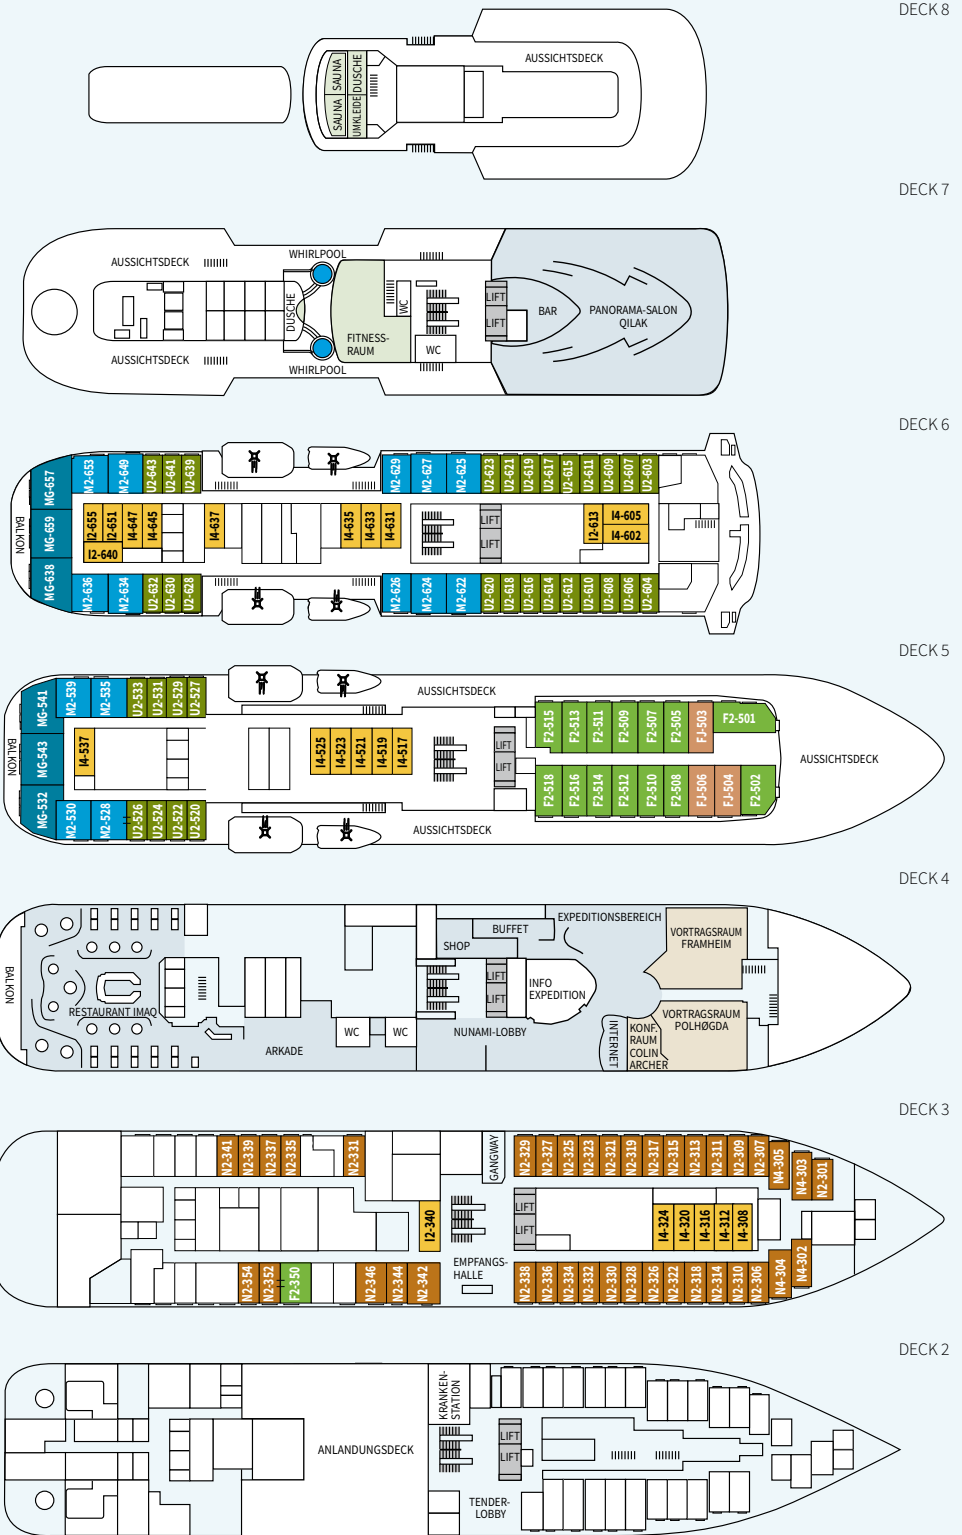 DECK 8
AUSSICHTSDECK
SAUNA
SAUNA
DUSCHE
UMKLEIDE
DECK 7
AUSSICHTSDECK
WHIRLPOOL
DUSCHE
WC
LIFT
LIFT
BAR
PANORAMA-SALON
QILAK
FITNESS-
RAUM
WC
AUSSICHTSDECK
WHIRLPOOL
DECK 6
MG-657
M2-653
M2-649
U2-643
U2-641
U2-639
M2-629
M2-627
M2-625
U2-623
U2-621
U2-619
U2-617
U2-615
U2-611
U2-609
U2-607
U2-603
BALKON
MG-659
I2-655
I2-651
I4-647
I4-645
I4-637
I4-635
I4-633
I4-631
LIFT
LIFT
I2-613
I4-605
I4-602
I2-640
MG-638
M2-636
M2-634
U2-632
U2-630
U2-628
M2-626
M2-624
M2-622
U2-620
U2-618
U2-616
U2-614
U2-612
U2-610
U2-608
U2-606
U2-604
DECK 5
MG-541
M2-539
M2-535
U2-533
U2-531
U2-529
U2-527
AUSSICHTSDECK
F2-515
F2-513
F2-511
F2-509
F2-507
F2-505
FJ-503
F2-501
BALKON
MG-543
I4-537
I4-525
I4-523
I4-521
I4-519
I4-517
LIFT
LIFT
AUSSICHTSDECK
MG-532
M2-530
M2-528
U2-526
U2-524
U2-522
U2-520
F2-518
F2-516
F2-514
F2-512
F2-510
F2-508
FJ-506
FJ-504
F2-502
AUSSICHTSDECK
DECK 4
EXPEDITIONSBEREICH
BUFFET
SHOP
VORTRAGSRAUM
FRAMHEIM
BALKON
LIFT
LIFT
INFO
EXPEDITION
RESTAURANT IMAQ
WC
WC
NUNAMI-LOBBY
ARKADE
INTERNET
KONF.
RAUM
COLIN
ARCHER
VORTRAGSRAUM
POLHØGDA
DECK 3
N2-341
N2-339
N2-337
N2-335
N2-331
GANGWAY
N2-329
N2-327
N2-325
N2-323
N2-321
N2-319
N2-317
N2-315
N2-313
N2-311
N2-309
N2-307
N4-305
N4-303
N2-301
I2-340
LIFT
LIFT
I4-324
I4-320
I4-316
I4-312
I4-308
EMPFANGS-
HALLE
N2-354
N2-352
F2-350
N2-346
N2-344
N2-342
N2-338
N2-336
N2-334
N2-332
N2-330
N2-328
N2-326
N2-322
N2-318
N2-314
N2-310
N2-306
N4-304
N4-302
DECK 2
KRANKEN-
STATION
LIFT
LIFT
ANLANDUNGSDECK
TENDER-
LOBBY